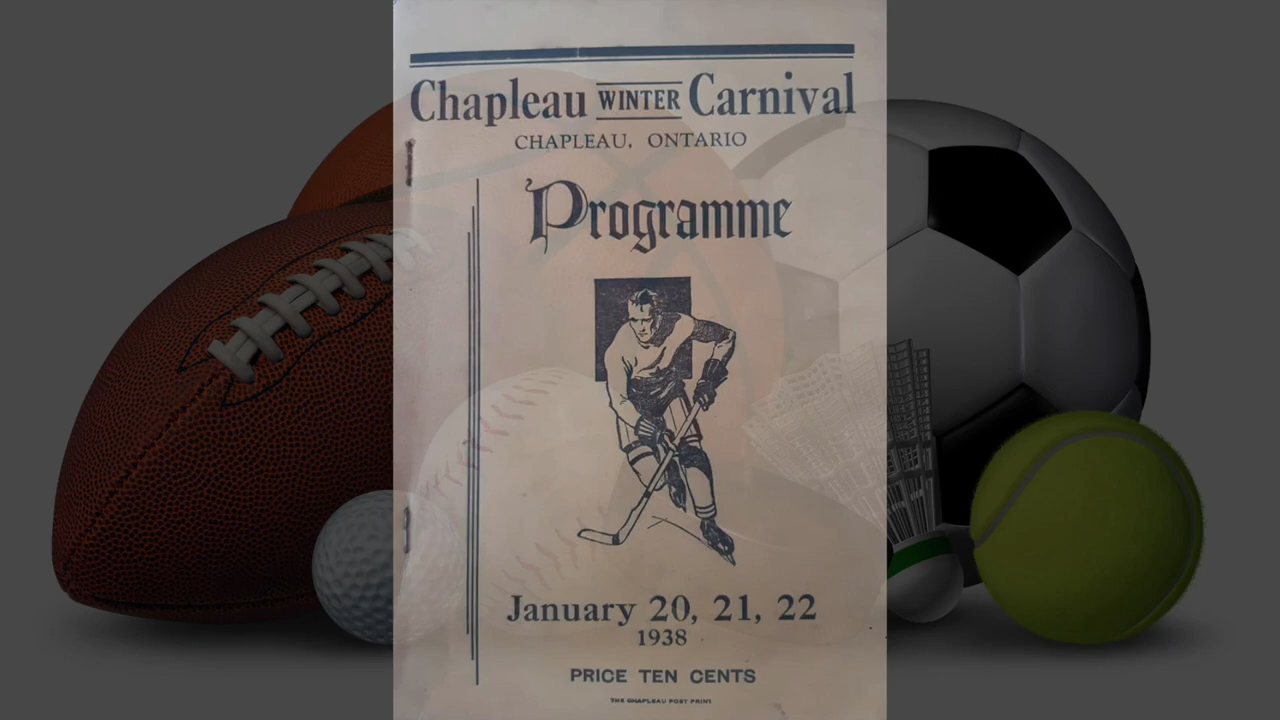 Chapleau WINTER Carnival
CHAPLEAU, ONTARIO
Programme
January 20, 21, 22
1938
PRICE TEN CENTS
THE CHAPLEAU POST PRINT